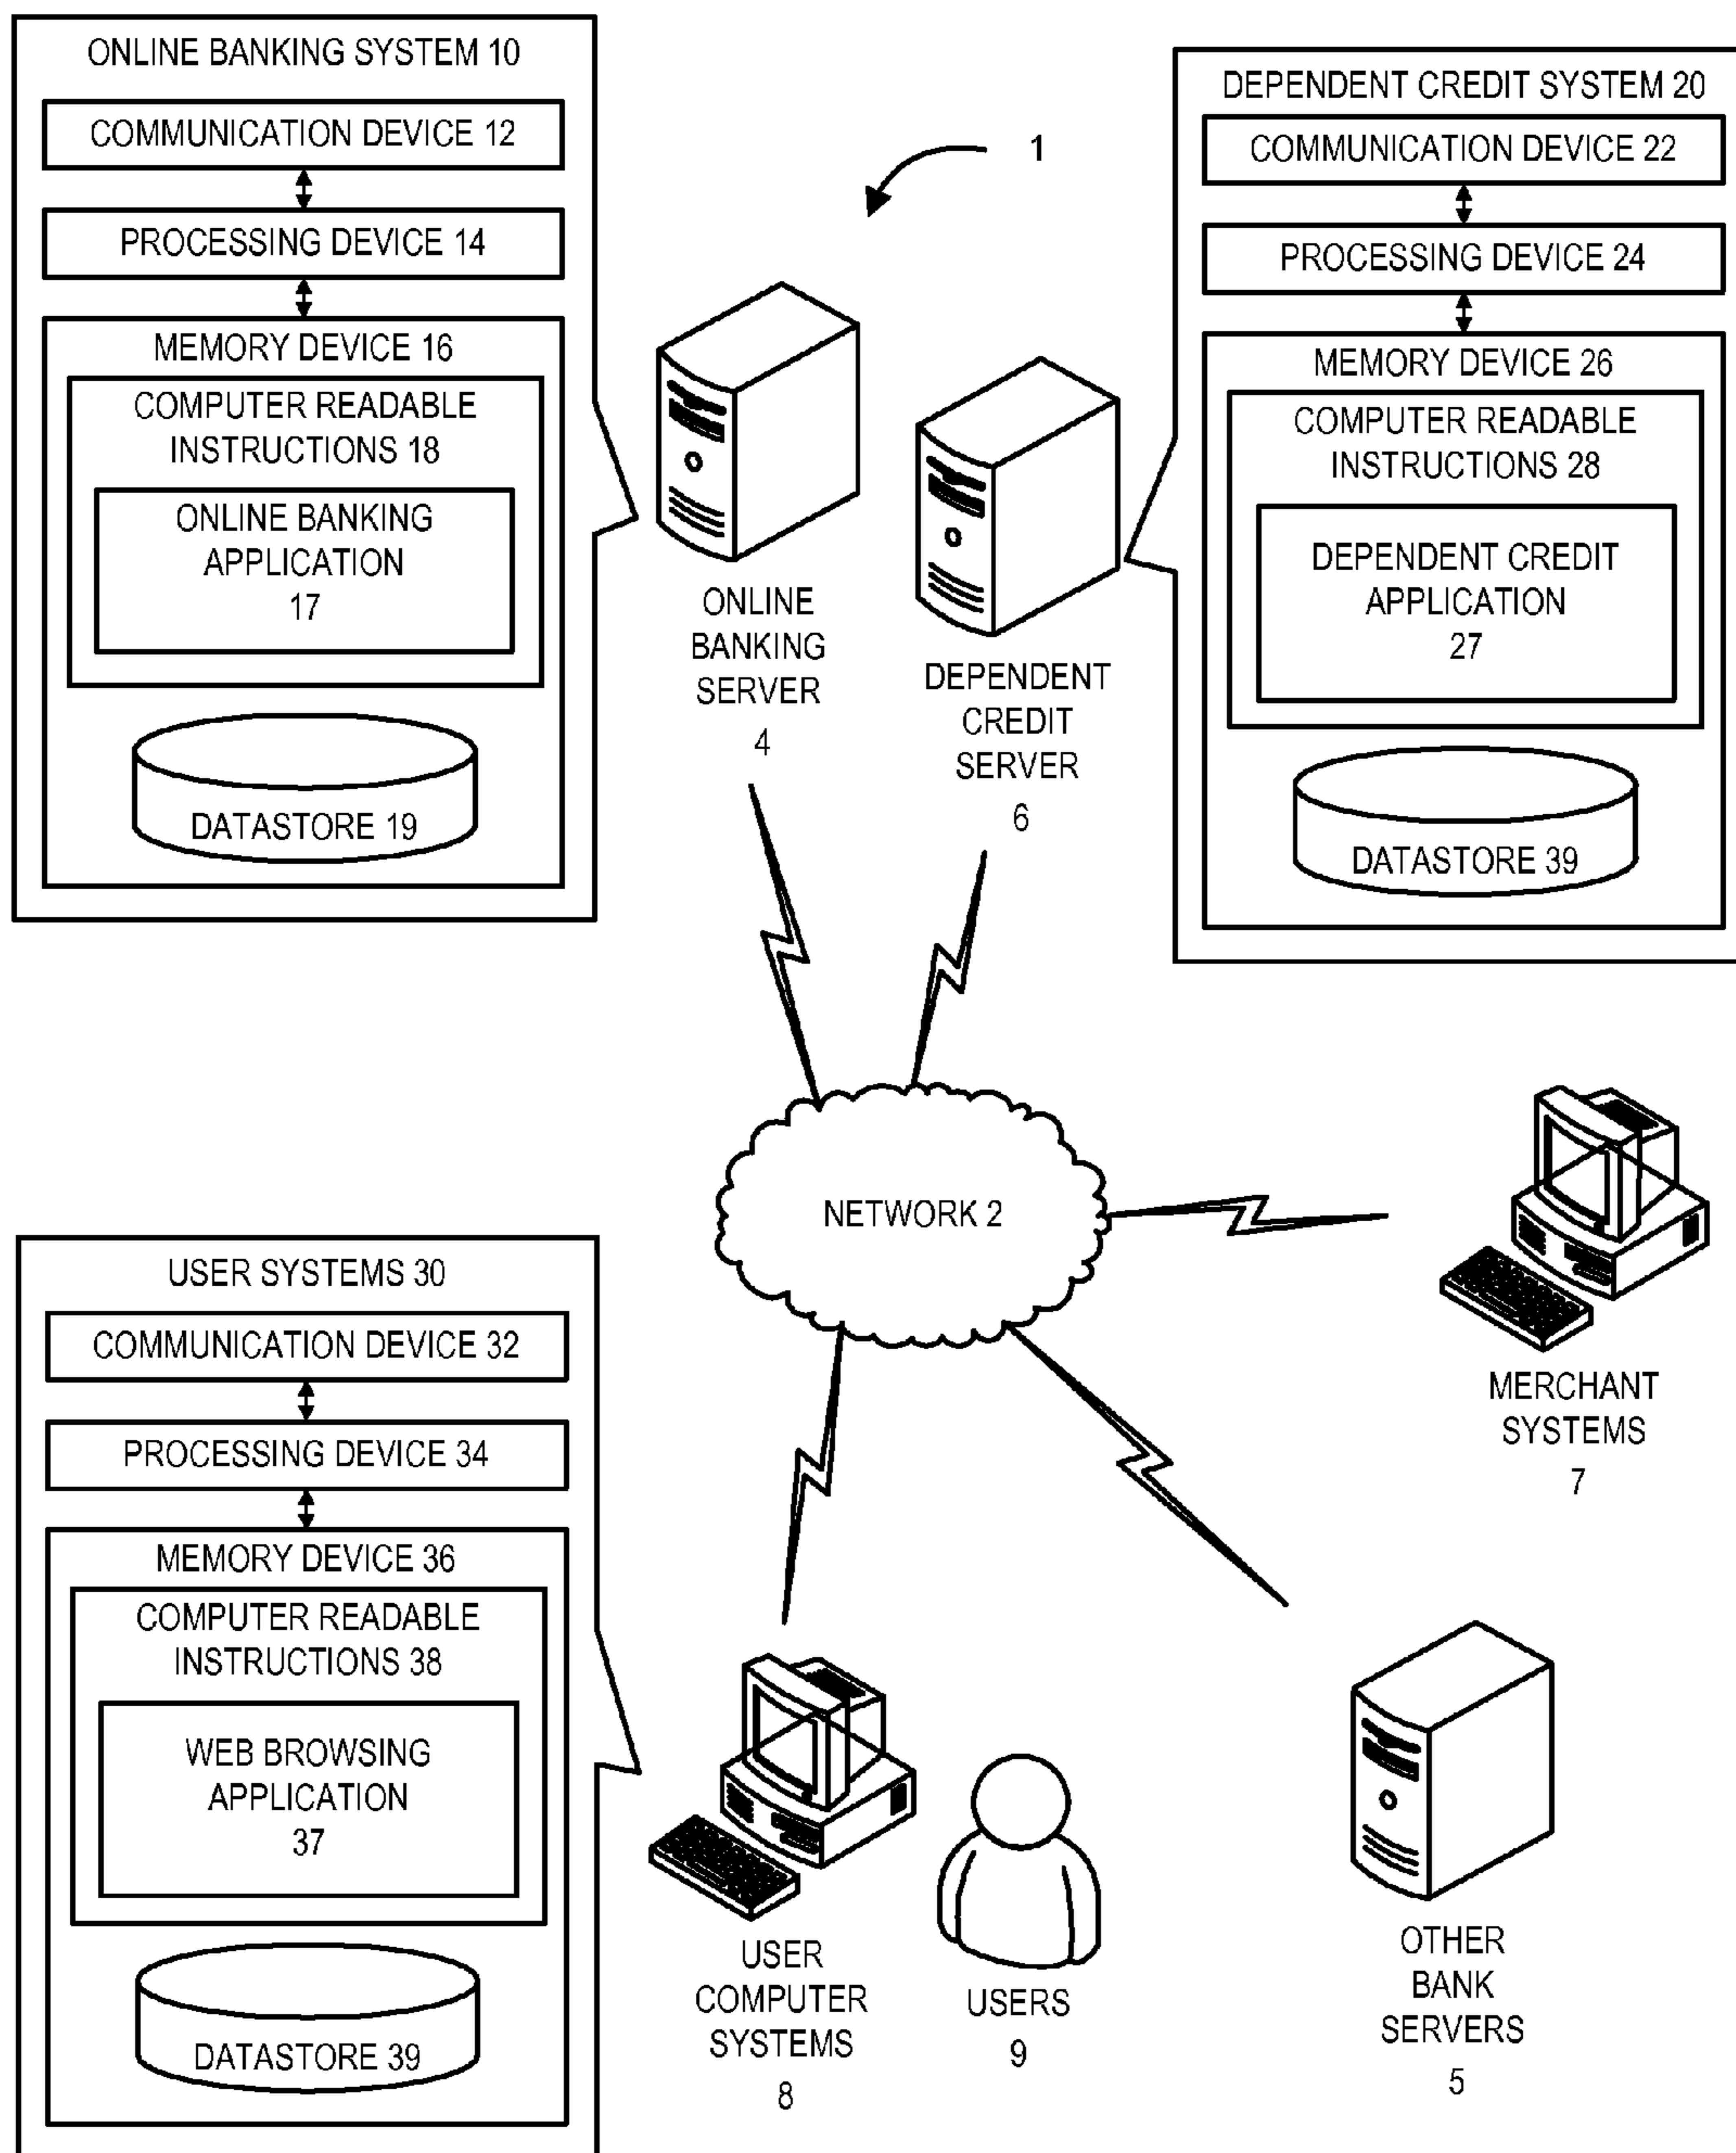 ONLINE BANKING SYSTEM 10
COMMUNICATION DEVICE 12
PROCESSING DEVICE 14
MEMORY DEVICE 16
COMPUTER READABLE
INSTRUCTIONS 18
ONLINE BANKING
APPLICATION
17
DATASTORE 19
1
ONLINE
BANKING
SERVER
4
DEPENDENT
CREDIT
SERVER
6
DEPENDENT CREDIT SYSTEM 20
COMMUNICATION DEVICE 22
PROCESSING DEVICE 24
MEMORY DEVICE 26
COMPUTER READABLE
INSTRUCTIONS 28
DEPENDENT CREDIT
APPLICATION
27
DATASTORE 39
NETWORK 2
MERCHANT
SYSTEMS
7
USER SYSTEMS 30
COMMUNICATION DEVICE 32
PROCESSING DEVICE 34
MEMORY DEVICE 36
COMPUTER READABLE
INSTRUCTIONS 38
WEB BROWSING
APPLICATION
37
DATASTORE 39
USER
COMPUTER
SYSTEMS
8
USERS
9
OTHER
BANK
SERVERS
5